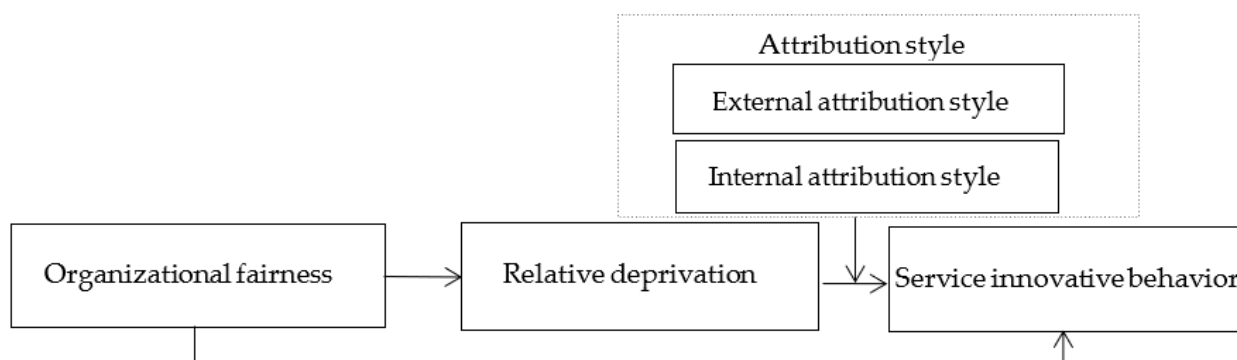 Attribution style
External attribution style
Internal attribution style
Organizational fairness
Relative deprivation
Service innovative behavior